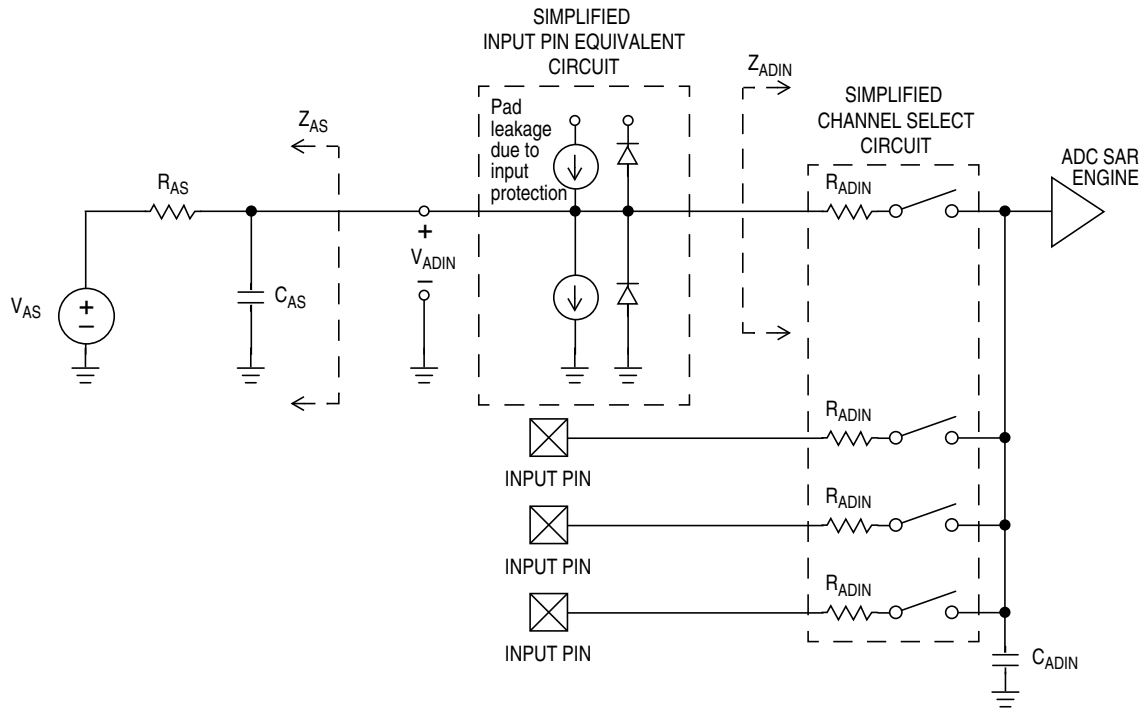 SIMPLIFIED
INPUT PIN EQUIVALENT
CIRCUIT
Z_ADIN
SIMPLIFIED
CHANNEL SELECT
CIRCUIT
Pad
leakage
due to
input
protection
Z_AS
R_AS
R_ADIN
ADC SAR
ENGINE
+
V_ADIN
–
V_AS
+
–
C_AS
R_ADIN
INPUT PIN
R_ADIN
INPUT PIN
R_ADIN
INPUT PIN
C_ADIN